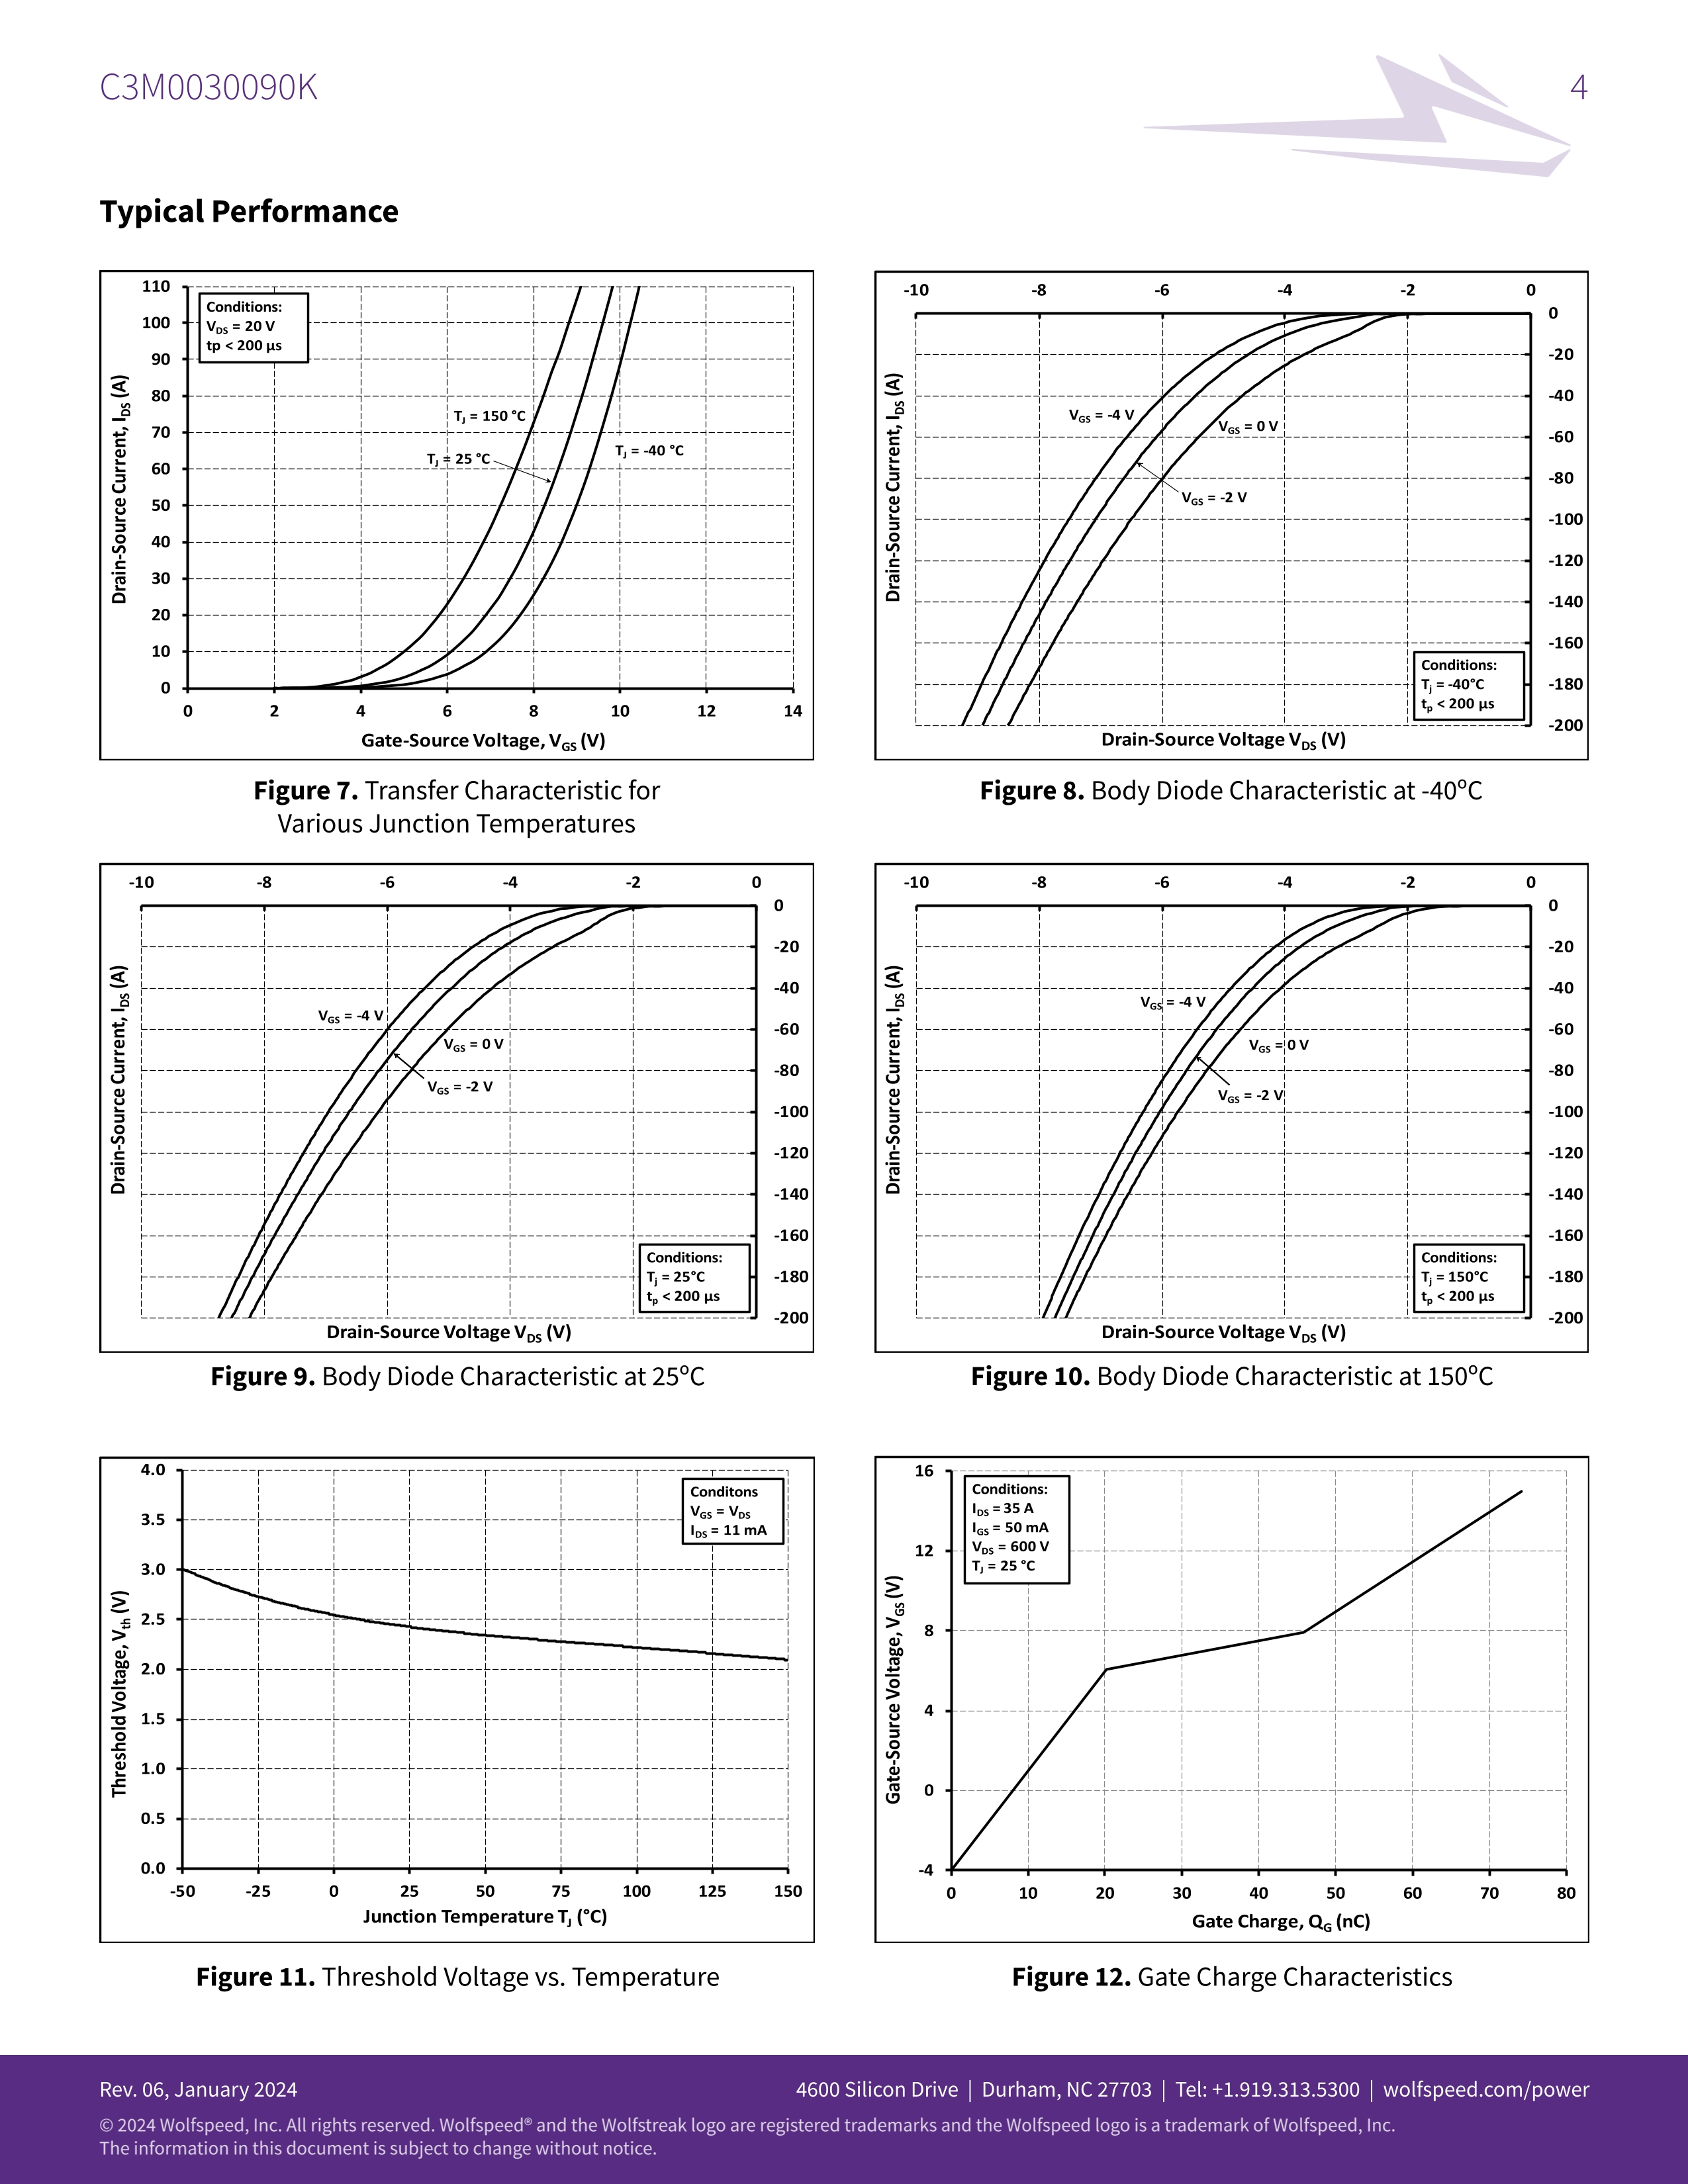 C3M0030090K
4
Typical Performance
110
100
90
80
70
60
50
40
30
20
10
0
0 2 4 6 8 10 12 14
Drain-Source Current, IDS (A)
Gate-Source Voltage, VGS (V)
Conditions:
VDS = 20 V
tp < 200 µs
TJ = 150 °C
TJ = 25 °C
TJ = -40 °C
Figure 7. Transfer Characteristic for
Various Junction Temperatures
-10 -8 -6 -4 -2 0
0
-20
-40
-60
-80
-100
-120
-140
-160
-180
-200
Drain-Source Current, IDS (A)
Drain-Source Voltage VDS (V)
VGS = -4 V
VGS = 0 V
VGS = -2 V
Conditions:
Tj = -40°C
tp < 200 µs
Figure 8. Body Diode Characteristic at -40ºC
-10 -8 -6 -4 -2 0
0
-20
-40
-60
-80
-100
-120
-140
-160
-180
-200
Drain-Source Current, IDS (A)
Drain-Source Voltage VDS (V)
VGS = -4 V
VGS = 0 V
VGS = -2 V
Conditions:
Tj = 25°C
tp < 200 µs
Figure 9. Body Diode Characteristic at 25ºC
-10 -8 -6 -4 -2 0
0
-20
-40
-60
-80
-100
-120
-140
-160
-180
-200
Drain-Source Current, IDS (A)
Drain-Source Voltage VDS (V)
VGS = -4 V
VGS = 0 V
VGS = -2 V
Conditions:
Tj = 150°C
tp < 200 µs
Figure 10. Body Diode Characteristic at 150ºC
4.0
3.5
3.0
2.5
2.0
1.5
1.0
0.5
0.0
-50 -25 0 25 50 75 100 125 150
Threshold Voltage, Vth (V)
Junction Temperature TJ (°C)
Conditons
VGS = VDS
IDS = 11 mA
Figure 11. Threshold Voltage vs. Temperature
16
12
8
4
0
-4
0 10 20 30 40 50 60 70 80
Gate-Source Voltage, VGS (V)
Gate Charge, QG (nC)
Conditions:
IDS = 35 A
IGS = 50 mA
VDS = 600 V
TJ = 25 °C
Figure 12. Gate Charge Characteristics
Rev. 06, January 2024
4600 Silicon Drive | Durham, NC 27703 | Tel: +1.919.313.5300 | wolfspeed.com/power
© 2024 Wolfspeed, Inc. All rights reserved. Wolfspeed® and the Wolfstreak logo are registered trademarks and the Wolfspeed logo is a trademark of Wolfspeed, Inc.
The information in this document is subject to change without notice.